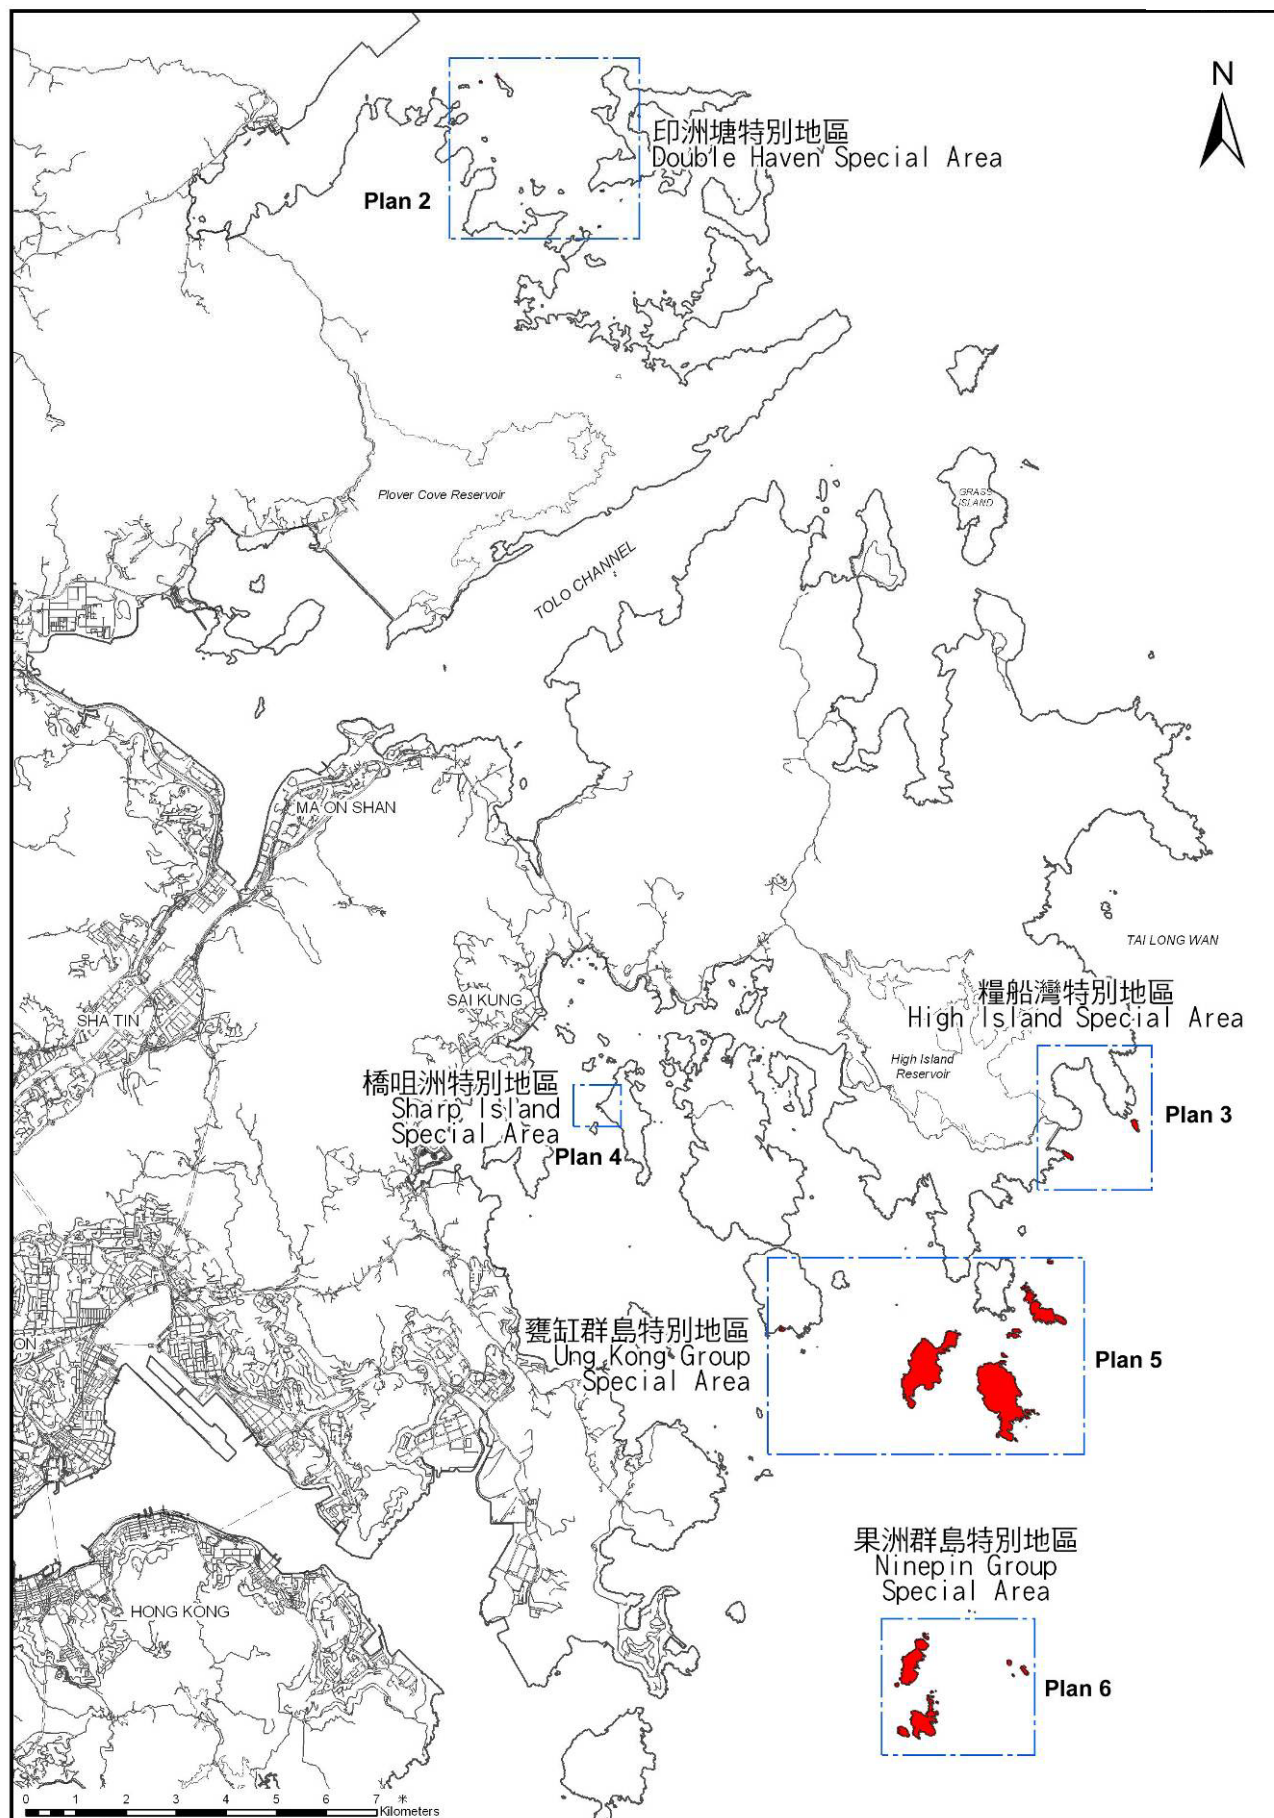 N
印洲塘特別地區
Double Haven Special Area
Plan 2
GRASS
ISLAND
Plover Cove Reservoir
TOLO CHANNEL
MA ON SHAN
TAI LONG WAN
糧船灣特別地區
High Island Special Area
SAI KUNG
SHA TIN
High Island
Reservoir
橋咀洲特別地區
Sharp Island
Special Area
Plan 4
Plan 3
甕缸群島特別地區
Ung Kong Group
Special Area
Plan 5
ON
果洲群島特別地區
Ninepin Group
Special Area
HONG KONG
Plan 6
0 1 2 3 4 5 6 7 米
Kilometers